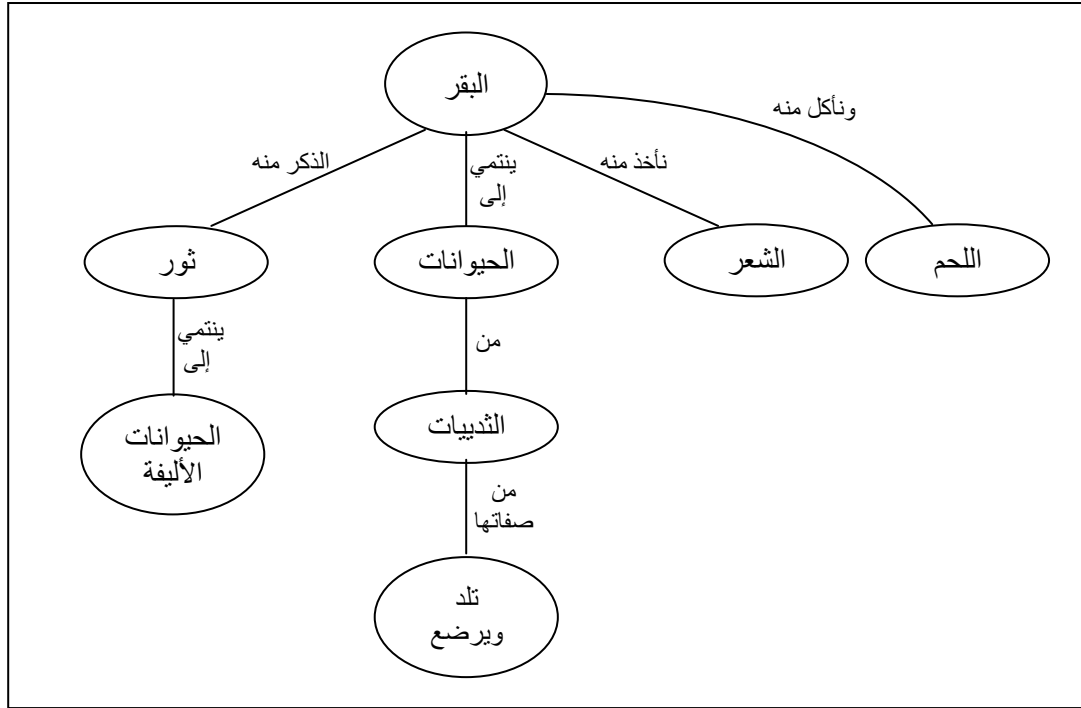 البقر
ونأكل منه
نأخذ منه
ينتمي
إلى
الذكر منه
اللحم
الشعر
الحيوانات
ثور
من
ينتمي
إلى
الثدييات
الحيوانات
الأليفة
من
صفاتها
تلد
ويرضع